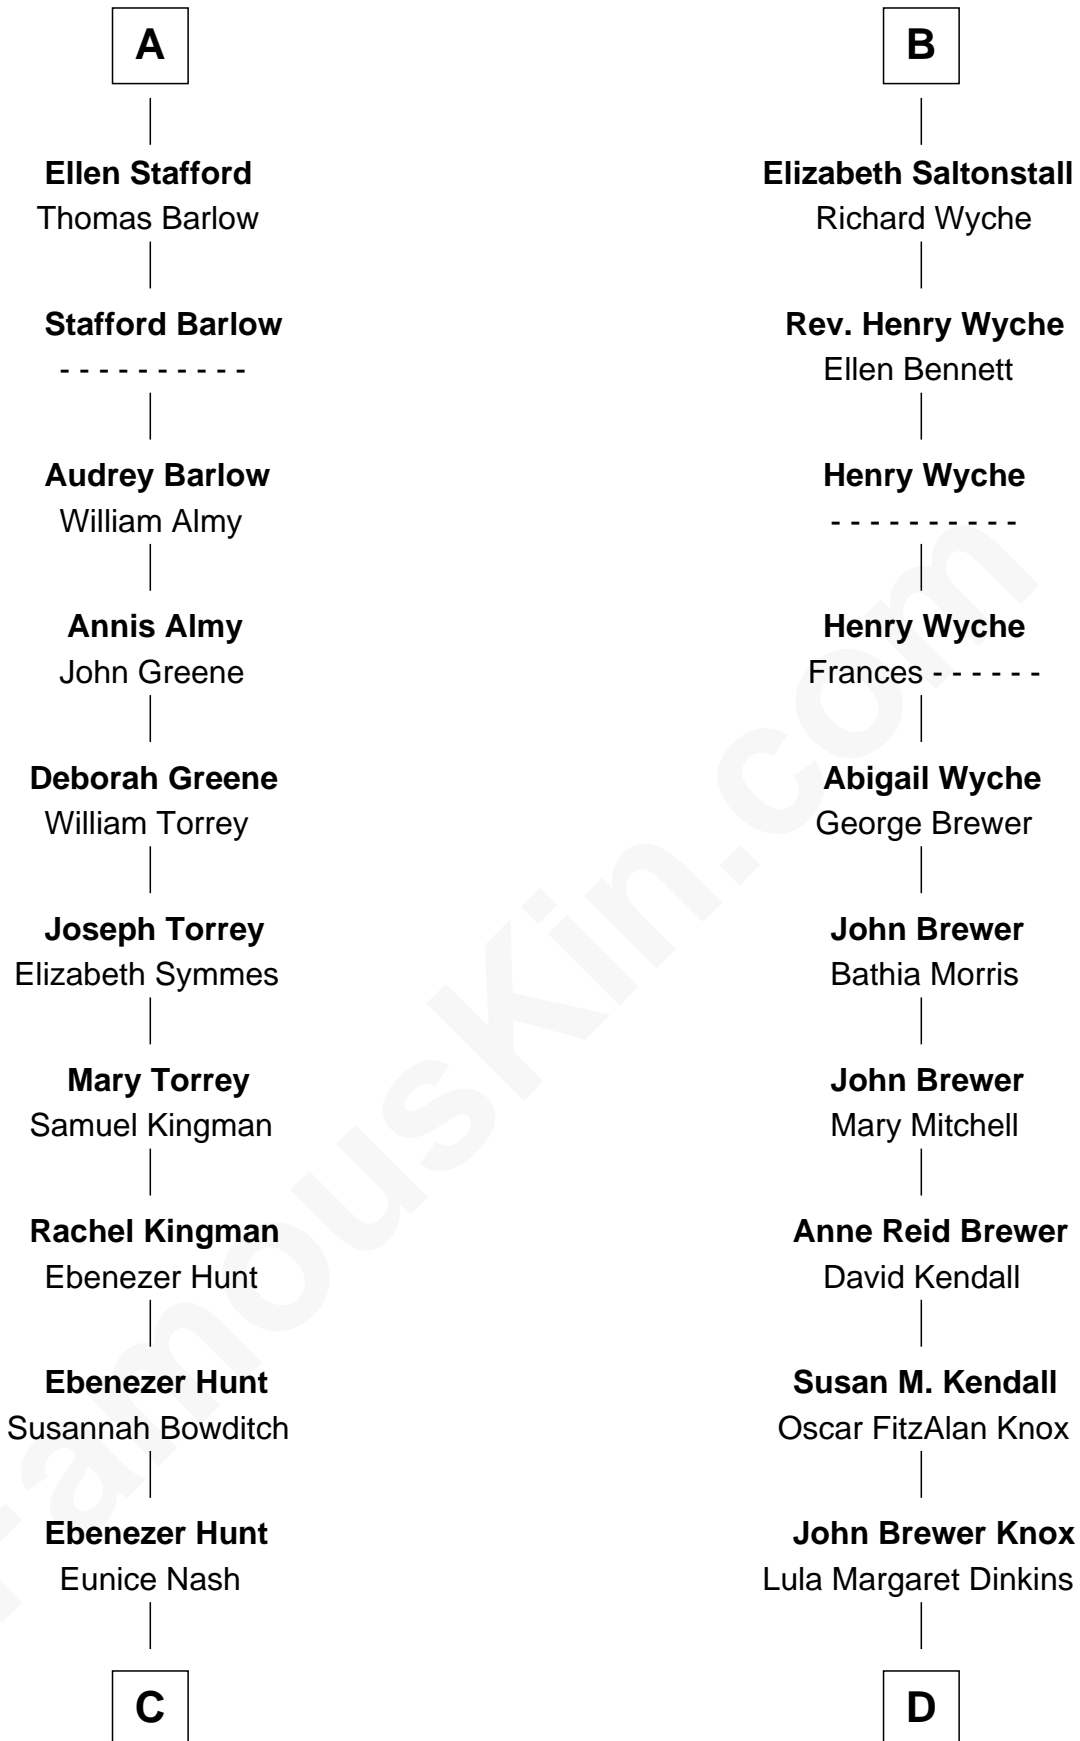 A
B
Ellen Stafford
Thomas Barlow
Elizabeth Saltonstall
Richard Wyche
Stafford Barlow
- - - - - - - - - -
Rev. Henry Wyche
Ellen Bennett
Audrey Barlow
William Almy
Henry Wyche
- - - - - - - - - -
Annis Almy
John Greene
Henry Wyche
Frances - - - - - -
Deborah Greene
William Torrey
Abigail Wyche
George Brewer
Joseph Torrey
Elizabeth Symmes
John Brewer
Bathia Morris
Mary Torrey
Samuel Kingman
John Brewer
Mary Mitchell
Rachel Kingman
Ebenezer Hunt
Anne Reid Brewer
David Kendall
Ebenezer Hunt
Susannah Bowditch
Susan M. Kendall
Oscar FitzAlan Knox
Ebenezer Hunt
Eunice Nash
John Brewer Knox
Lula Margaret Dinkins
C
D
FamousKin.com